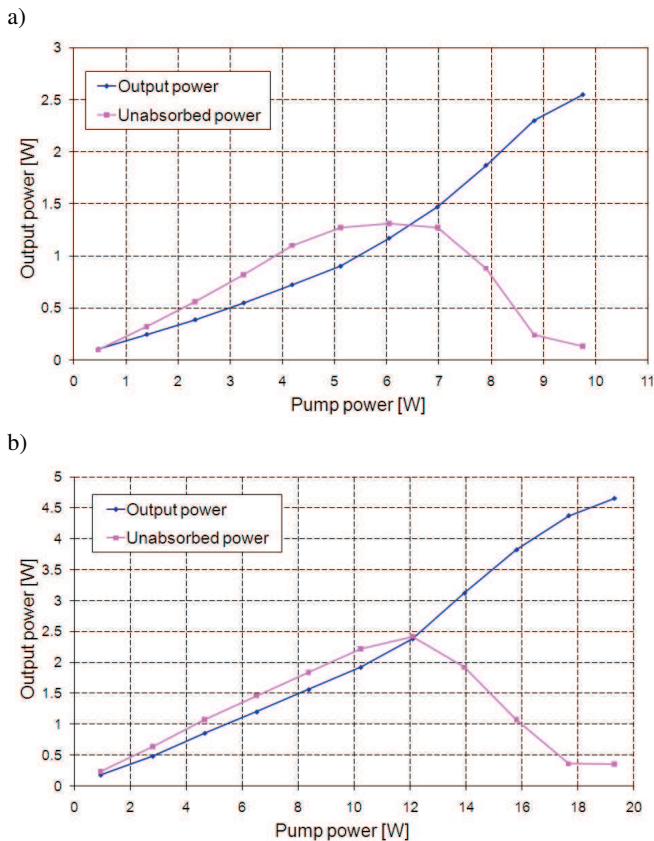 a)
3
2.5
2
1.5
1
0.5
0
Output power [W]
Output power
Unabsorbed power
0 1 2 3 4 5 6 7 8 9 10 11
Pump power [W]
b)
5
4.5
4
3.5
3
2.5
2
1.5
1
0.5
0
Output power [W]
Output power
Unabsorbed power
0 2 4 6 8 10 12 14 16 18 20
Pump power [W]